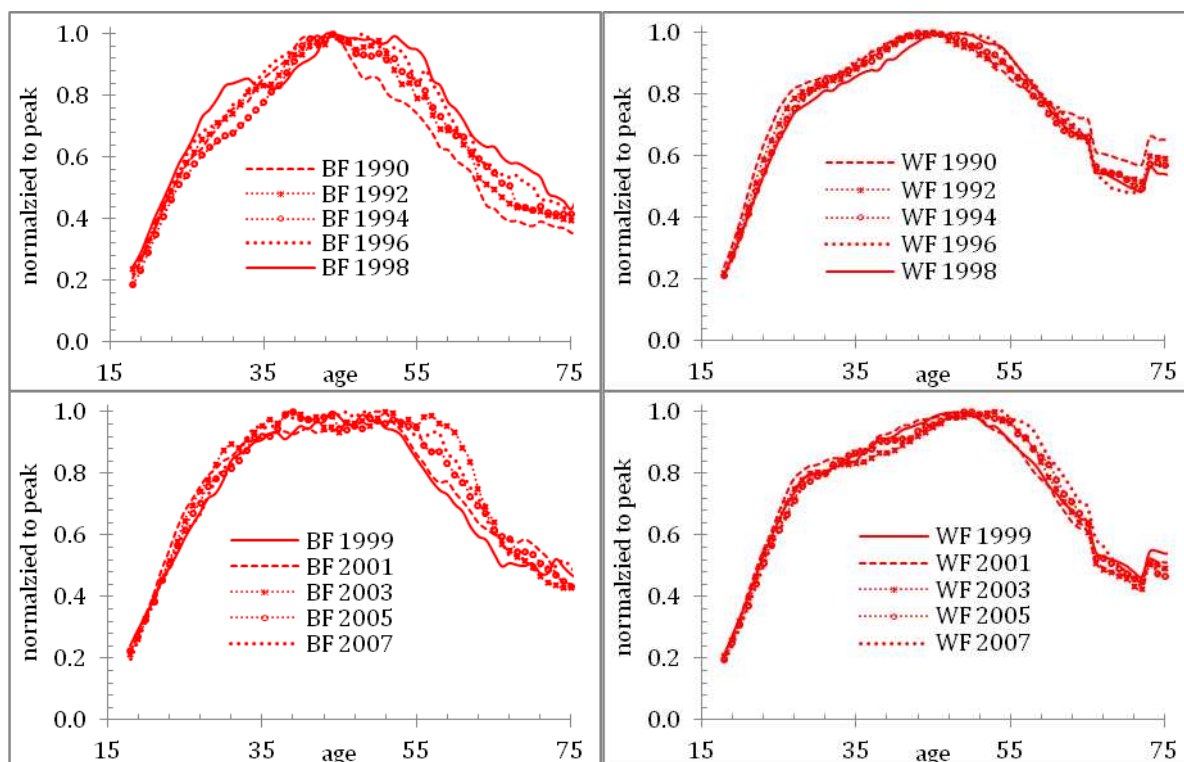 normalzied to peak
1.0
0.8
0.6
0.4
0.2
0.0
BF 1990
BF 1992
BF 1994
BF 1996
BF 1998
15 35 55 75
age
normalzied to peak
1.0
0.8
0.6
0.4
0.2
0.0
WF 1990
WF 1992
WF 1994
WF 1996
WF 1998
15 35 55 75
age
normalzied to peak
1.0
0.8
0.6
0.4
0.2
0.0
BF 1999
BF 2001
BF 2003
BF 2005
BF 2007
15 35 55 75
age
normalzied to peak
1.0
0.8
0.6
0.4
0.2
0.0
WF 1999
WF 2001
WF 2003
WF 2005
WF 2007
15 35 55 75
age